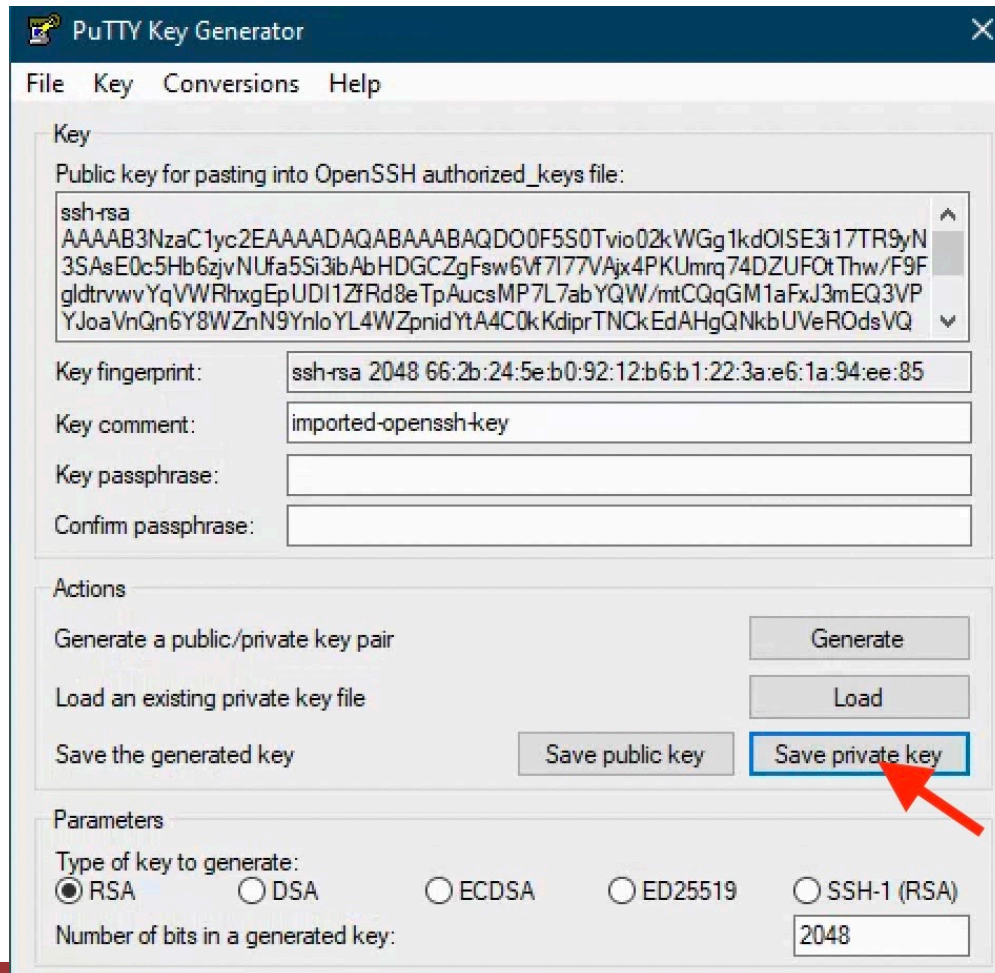 PuTTY Key Generator
File Key Conversions Help
Key
Public key for pasting into OpenSSH authorized_keys file:
ssh-rsa
AAAAB3NzaC1yc2EAAAADAQABAAABAQDO0F5S0Tvio02kWGg1kdOISE3i17TR9yN
3SAsE0c5Hb6zjvNUfa5Si3ibAbHDGCZgFsw6Vf7I77VAjx4PKUmrq74DZUFOtThw/F9F
gldtrvwvYqVWRhxgEpUDI1ZfRd8eTpAucsMP7L7abYQW/mtCQqGM1aFxJ3mEQ3VP
YJoaVnQn6Y8WZnN9YnloYL4WZpnidYtA4C0kKdiprTNCkEdAHgQNkbUVeROdsVQ
Key fingerprint: ssh-rsa 2048 66:2b:24:5e:b0:92:12:b6:b1:22:3a:e6:1a:94:ee:85
Key comment: imported-openssh-key
Key passphrase:
Confirm passphrase:
Actions
Generate a public/private key pair Generate
Load an existing private key file Load
Save the generated key Save public key Save private key
Parameters
Type of key to generate:
RSA DSA ECDSA ED25519 SSH-1 (RSA)
Number of bits in a generated key: 2048